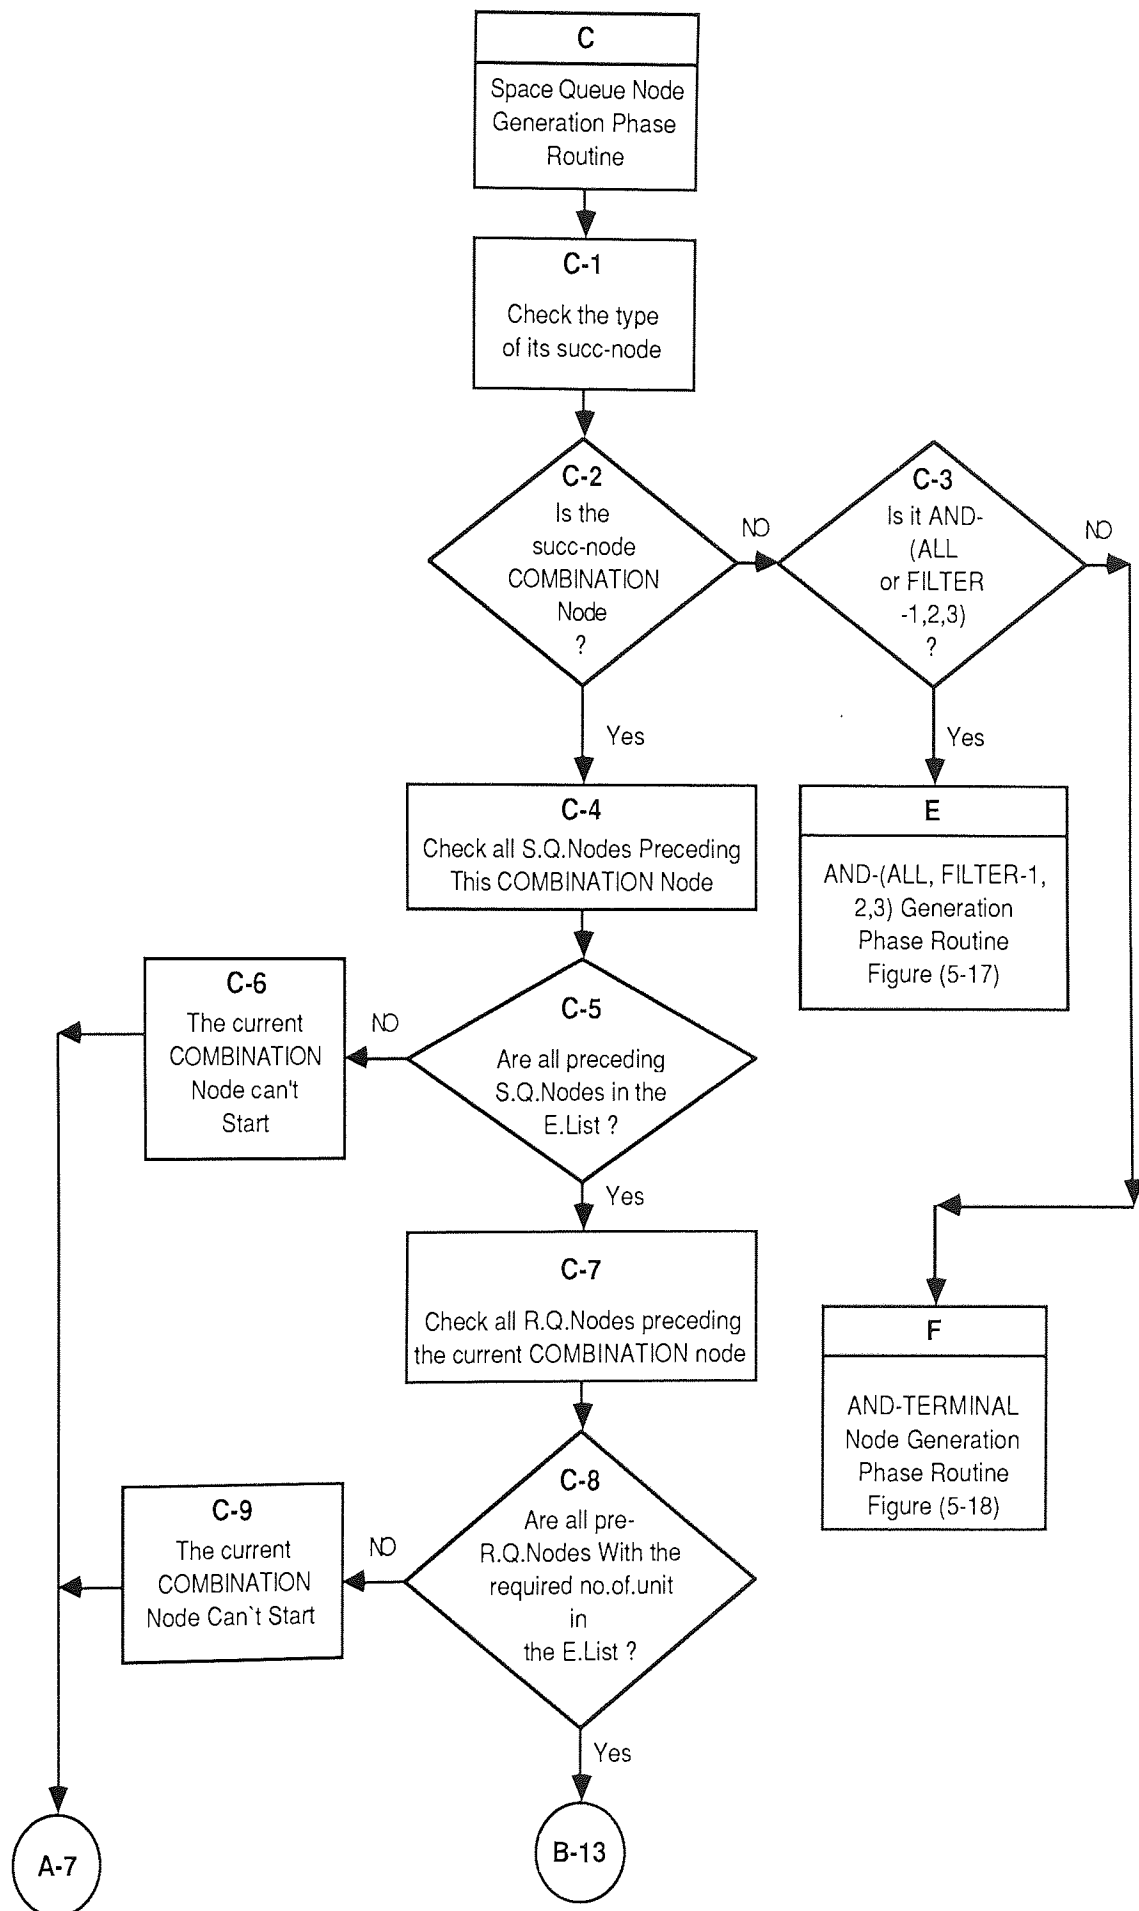 C
Space Queue Node
Generation Phase
Routine
C-1
Check the type
of its succ-node
C-2
Is the
succ-node
COMBINATION
Node
?
NO
C-3
Is it AND-
(ALL
or FILTER
-1,2,3)
?
NO
Yes
Yes
C-4
Check all S.Q.Nodes Preceding
This COMBINATION Node
E
AND-(ALL, FILTER-1,
2,3) Generation
Phase Routine
Figure (5-17)
C-6
The current
COMBINATION
Node can't
Start
NO
C-5
Are all preceding
S.Q.Nodes in the
E.List ?
Yes
C-7
Check all R.Q.Nodes preceding
the current COMBINATION node
F
AND-TERMINAL
Node Generation
Phase Routine
Figure (5-18)
C-9
The current
COMBINATION
Node Can`t Start
NO
C-8
Are all pre-
R.Q.Nodes With the
required no.of.unit
in
the E.List ?
Yes
A-7
B-13